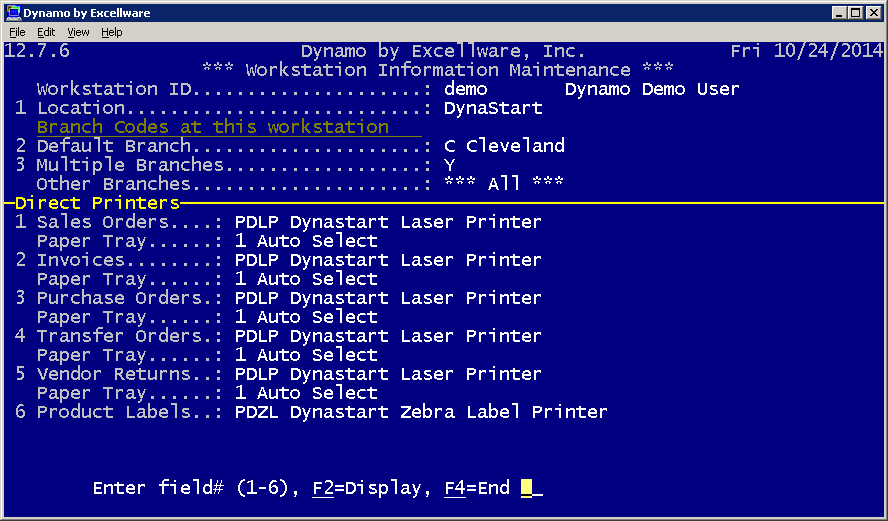 Dynamo by Excellware
File Edit View Help
12.7.6 Dynamo by Excellware, Inc. Fri 10/24/2014
*** Workstation Information Maintenance ***
Workstation ID.....................: demo Dynamo Demo User
1 Location...........................: DynaStart
Branch Codes at this workstation
2 Default Branch.....................: C Cleveland
3 Multiple Branches..................: Y
Other Branches.....................: *** All ***
Direct Printers
1 Sales Orders....: PDLP Dynastart Laser Printer
Paper Tray......: 1 Auto Select
2 Invoices........: PDLP Dynastart Laser Printer
Paper Tray......: 1 Auto Select
3 Purchase Orders.: PDLP Dynastart Laser Printer
Paper Tray......: 1 Auto Select
4 Transfer Orders.: PDLP Dynastart Laser Printer
Paper Tray......: 1 Auto Select
5 Vendor Returns..: PDLP Dynastart Laser Printer
Paper Tray......: 1 Auto Select
6 Product Labels..: PDZL Dynastart Zebra Label Printer
Enter field# (1-6), F2=Display, F4=End _